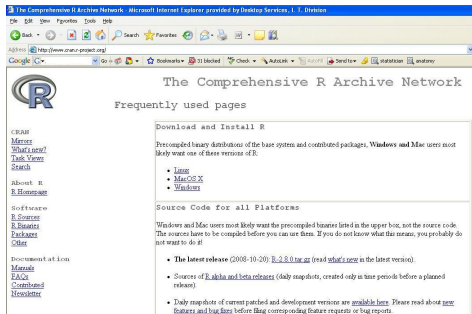 The Comprehensive R Archive Network - Microsoft Internet Explorer provided by Desktop Services, I. T. Division
File Edit View Favorites Tools Help
Back Search Favorites
Address http://www.cran.r-project.org/
Google G Go Bookmarks 31 blocked Check AutoLink AutoFill Send to statistician anatomy
The Comprehensive R Archive Network
Frequently used pages
R
CRAN
Mirrors
What's new?
Task Views
Search
About R
R Homepage
Software
R Sources
R Binaries
Packages
Other
Documentation
Manuals
FAQs
Contributed
Newsletter
Download and Install R
Precompiled binary distributions of the base system and contributed packages, Windows and Mac users most
likely want one of these versions of R:
Linux
MacOS X
Windows
Source Code for all Platforms
Windows and Mac users most likely want the precompiled binaries listed in the upper box, not the source code.
The sources have to be compiled before you can use them. If you do not know what this means, you probably do
not want to do it!
The latest release (2008-10-20): R-2.8.0.tar.gz (read what's new in the latest version).
Sources of R alpha and beta releases (daily snapshots, created only in time periods before a planned
release).
Daily snapshots of current patched and development versions are available here. Please read about new
features and bug fixes before filing corresponding feature requests or bug reports.